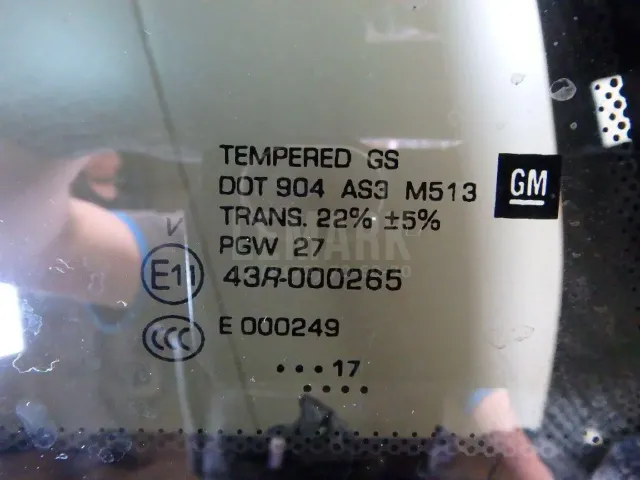 TEMPERED GS
DOT 904 AS3 M513
GM
TRANS. 22% ±5%
PGW 27
V
E11 43R-000265
CCC E 000249
•••17
••••